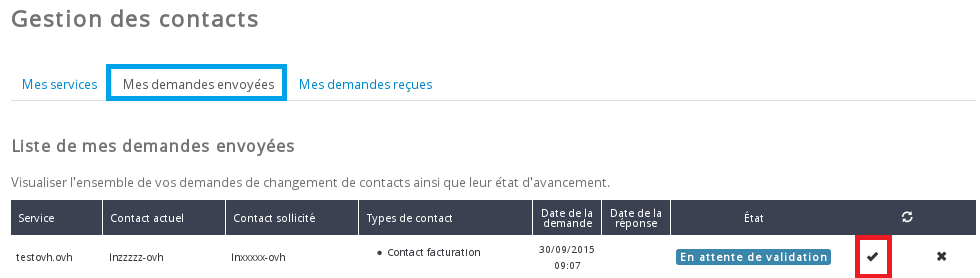 Gestion des contacts
Mes services Mes demandes envoyées Mes demandes reçues
Liste de mes demandes envoyées
Visualiser l'ensemble de vos demandes de changement de contacts ainsi que leur état d'avancement.
Service Contact actuel Contact sollicité Types de contact Date de la demande Date de la réponse État
testovh.ovh lnzzzzz-ovh lnxxxxx-ovh • Contact facturation 30/09/2015 09:07 En attente de validation